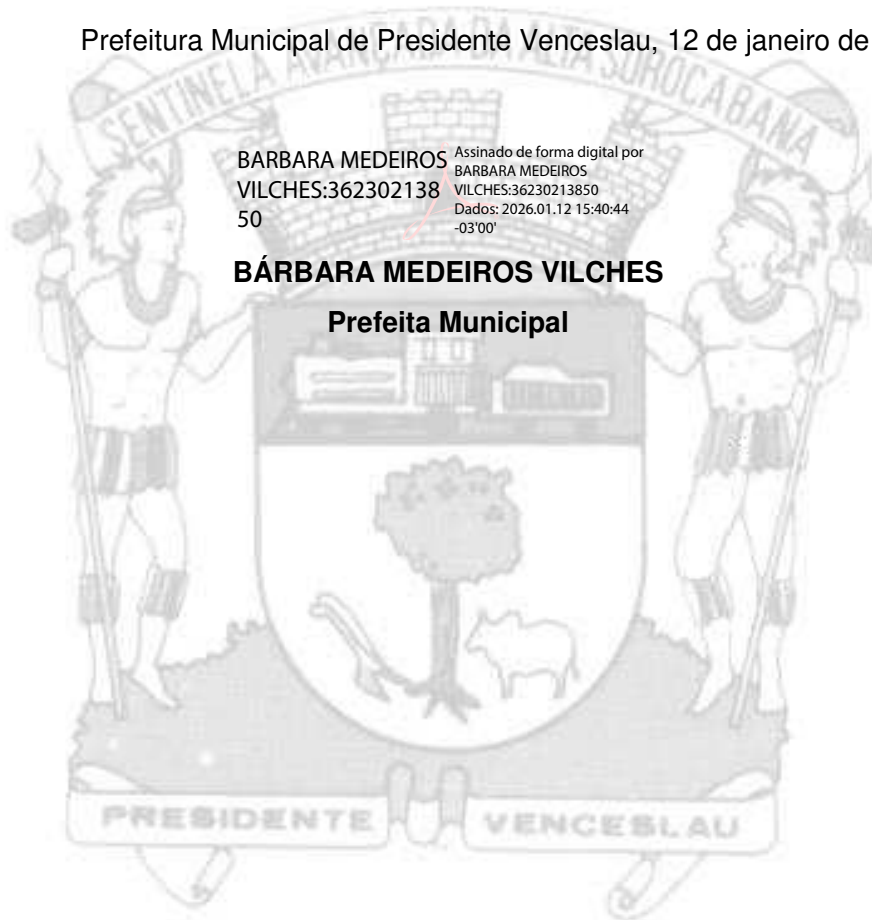 Prefeitura Municipal de Presidente Venceslau, 12 de janeiro de
SENTINELA AVANÇADA DA ALTA SOROCABANA
BARBARA MEDEIROS
VILCHES:362302138
50
Assinado de forma digital por
BARBARA MEDEIROS
VILCHES:36230213850
Dados: 2026.01.12 15:40:44
-03'00'
BÁRBARA MEDEIROS VILCHES
Prefeita Municipal
PRESIDENTE VENCESLAU